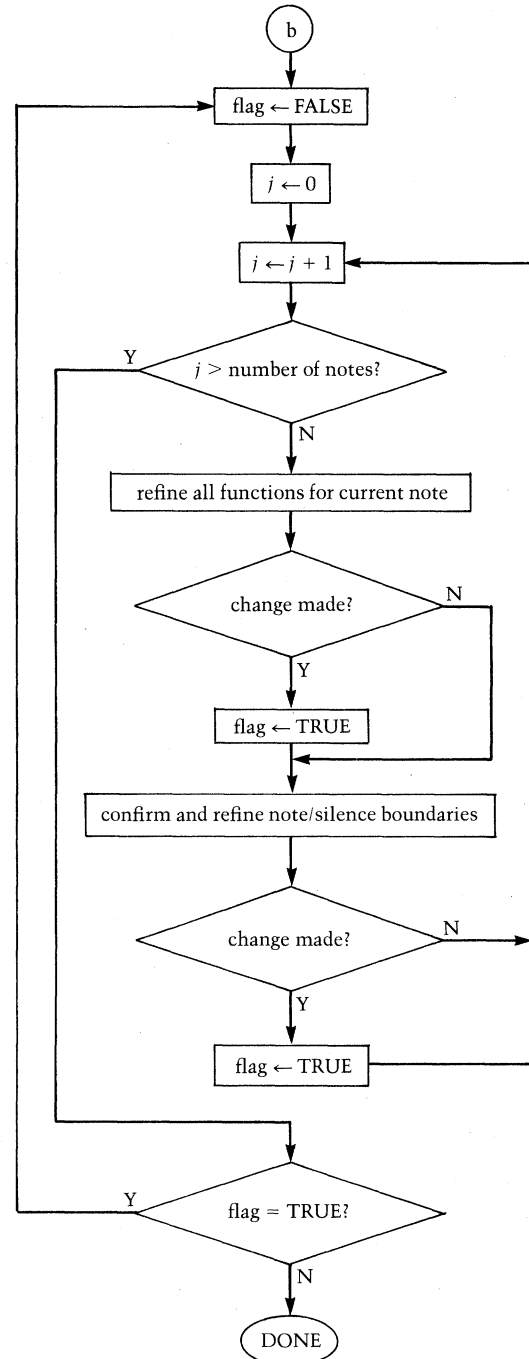 b
flag ← FALSE
j ← 0
j ← j + 1
Y
j > number of notes?
N
refine all functions for current note
change made?
N
Y
flag ← TRUE
confirm and refine note/silence boundaries
change made?
N
Y
flag ← TRUE
Y
flag = TRUE?
N
DONE